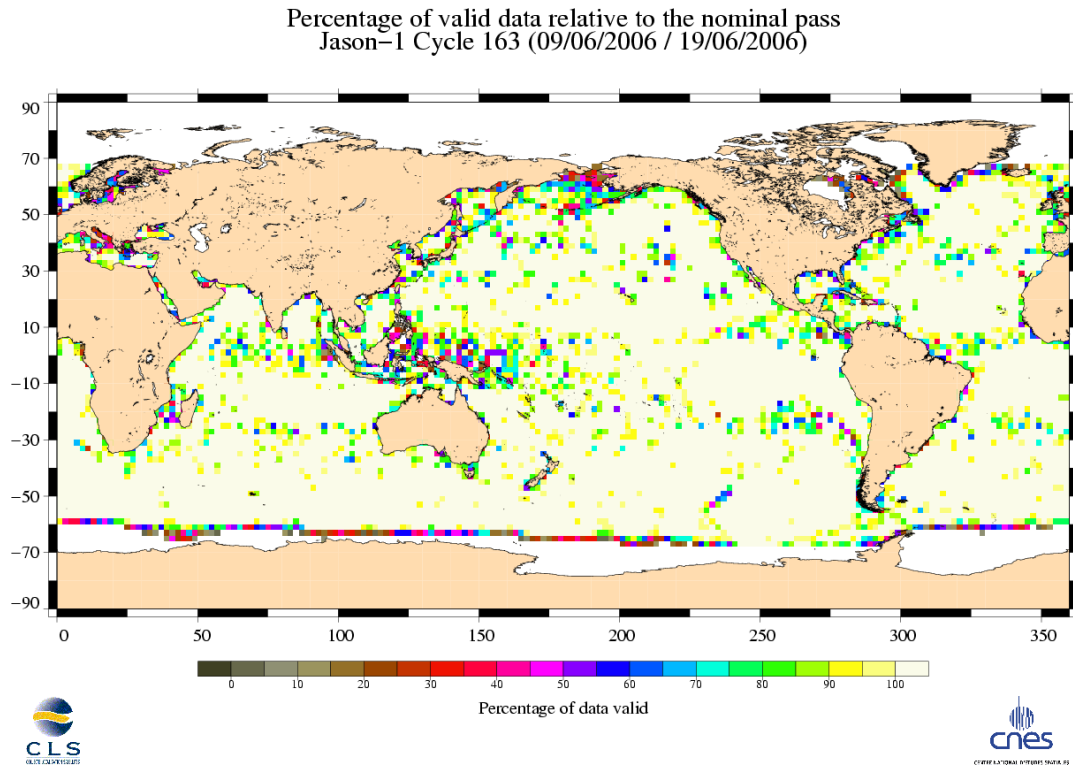 Percentage of valid data relative to the nominal pass
Jason−1 Cycle 163 (09/06/2006 / 19/06/2006)
90
70
50
30
10
−10
−30
−50
−70
−90
0 50 100 150 200 250 300 350
0 10 20 30 40 50 60 70 80 90 100
Percentage of data valid
CLS
cnes